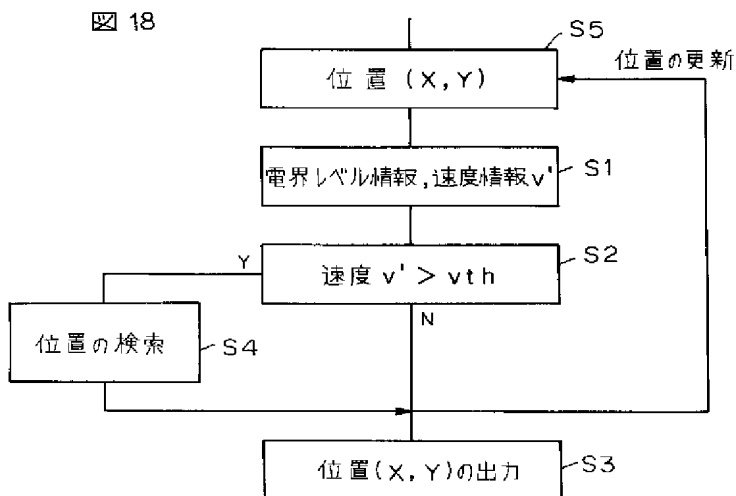 図 18
S5
位置 (X, Y)
位置の更新
電界レベル情報, 速度情報v'
S1
S2
Y
速度 v' > vth
N
位置の検索
S4
位置(X, Y)の出力
S3